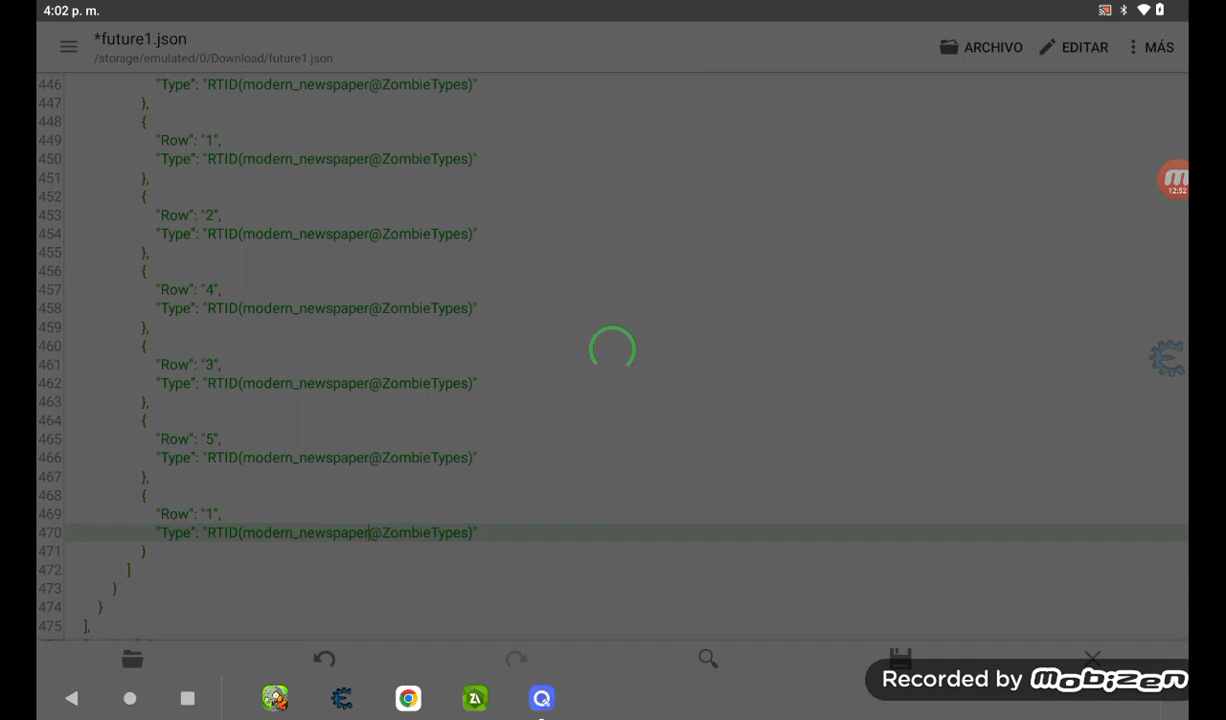 4:02 p. m.
*future1.json
/storage/emulated/0/Download/future1.json
ARCHIVO
EDITAR
MÁS
446 "Type": "RTID(modern_newspaper@ZombieTypes)"
447 },
448 {
449 "Row": "1",
450 "Type": "RTID(modern_newspaper@ZombieTypes)"
451 },
452 {
453 "Row": "2",
454 "Type": "RTID(modern_newspaper@ZombieTypes)"
455 },
456 {
457 "Row": "4",
458 "Type": "RTID(modern_newspaper@ZombieTypes)"
459 },
460 {
461 "Row": "3",
462 "Type": "RTID(modern_newspaper@ZombieTypes)"
463 },
464 {
465 "Row": "5",
466 "Type": "RTID(modern_newspaper@ZombieTypes)"
467 },
468 {
469 "Row": "1",
470 "Type": "RTID(modern_newspaper@ZombieTypes)"
471 }
472 ]
473 }
474 }
475 ],
12:52
ZA
Recorded by mobizen